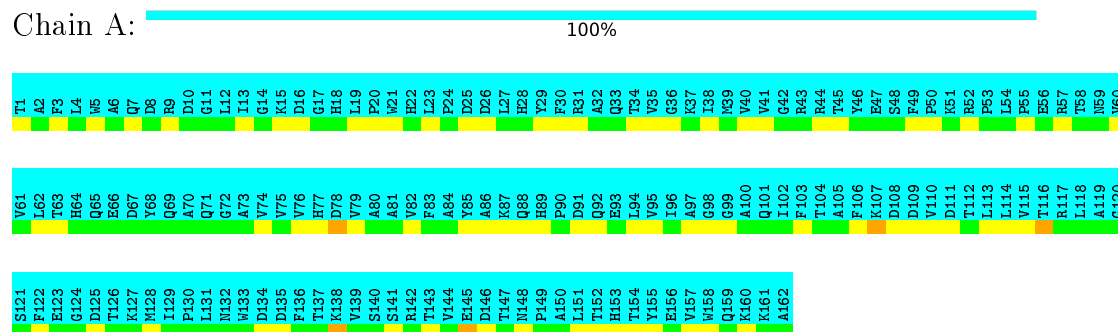 Chain A:
100%
T1 A2 F3 L4 W5 A6 Q7 D8 R9 D10 G11 L12 I13 G14 K15 D16 G17 H18 L19 P20 W21 H22 L23 P24 D25 D26 L27 H28 Y29 F30 R31 A32 Q33 T34 V35 G36 K37 I38 M39 V40 V41 G42 R43 R44 T45 Y46 E47 S48 F49 P50 K51 R52 P53 L54 P55 E56 R57 T58 N59
V61 L62 T63 H64 Q65 E66 D67 Y68 Q69 A70 Q71 G72 A73 V74 V75 V76 H77 D78 V79 A80 A81 V82 F83 A84 Y85 A86 K87 Q88 H89 P90 D91 Q92 E93 L94 V95 I96 A97 G98 G99 A100 Q101 I102 F103 T104 A105 F106 K107 D108 D109 V110 D111 T112 L113 L114 V115 T116 R117 L118 A119
S121 F122 E123 G124 D125 T126 K127 M128 I129 P130 L131 N132 W133 D134 D135 F136 T137 K138 V139 S140 S141 R142 T143 V144 E145 D146 T147 N148 P149 A150 L151 T152 H153 T154 Y155 E156 V157 W158 Q159 K160 K161 A162